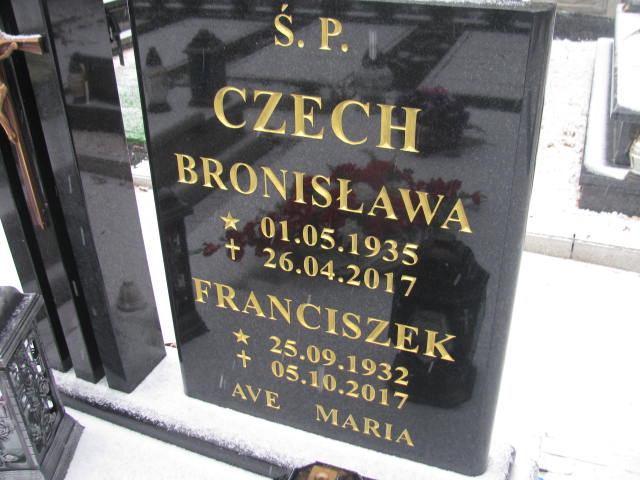 Ś. P.
CZECH
BRONISŁAWA
01.05.1935
26.04.2017
FRANCISZEK
25.09.1932
05.10.2017
AVE MARIA